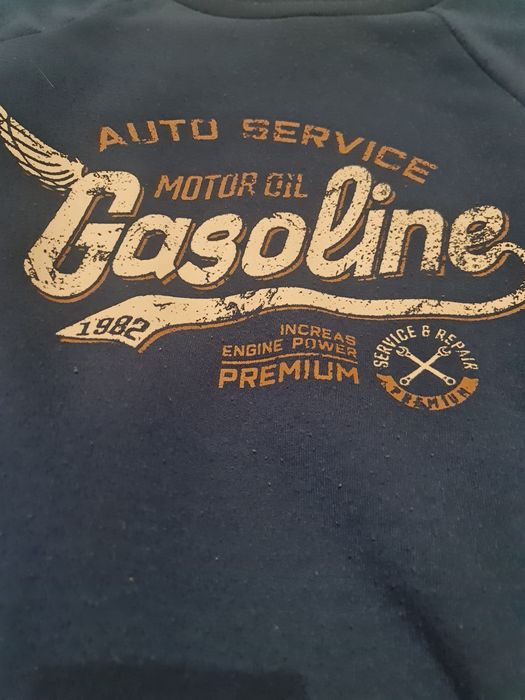 AUTO SERVICE
MOTOR OIL
Gasoline
1982
INCREAS
ENGINE POWER
PREMIUM
SERVICE & REPAIR
PREMIUM